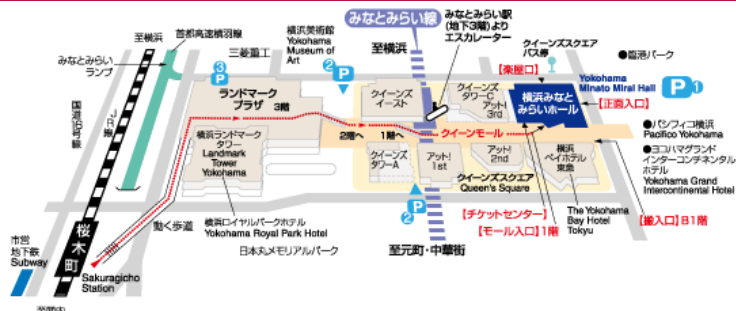 至横浜
首都高速横羽線
みなとみらい
ランプ
三菱重工
横浜美術館
Yokohama
Museum of
Art
みなとみらい線
至横浜
みなとみらい駅
(地下3階)より
エスカレーター
クイーンズスクエア
バス停
●臨港パーク
国道16号線
JR線
3
P
2
P
ランドマーク
プラザ 3階
クイーンズ
イースト
クイーンズ
タワーC
アット!
3rd
【楽屋口】
Yokohama
Minato Mirai Hall
P 1
横浜みなと
みらいホール
【正面入口】
横浜ランドマーク
タワー
Landmark
Tower
Yokohama
2階へ
1階へ
クイーンモール
●パシフィコ横浜
Pacifico Yokohama
クイーンズ
タワーA
アット!
1st
アット!
2nd
横浜
ベイホテル
東急
●ヨコハマグランド
インターコンチネンタル
ホテル
Yokohama Grand
Intercontinental Hotel
クイーンズスクエア
Queen's Square
2
P
動く歩道
横浜ロイヤルパークホテル
Yokohama Royal Park Hotel
日本丸メモリアルパーク
【チケットセンター】
【モール入口】1階
The Yokohama
Bay Hotel
Tokyu
【搬入口】B1階
市営
地下鉄
Subway
桜木町
Sakuragicho
Station
至元町・中華街